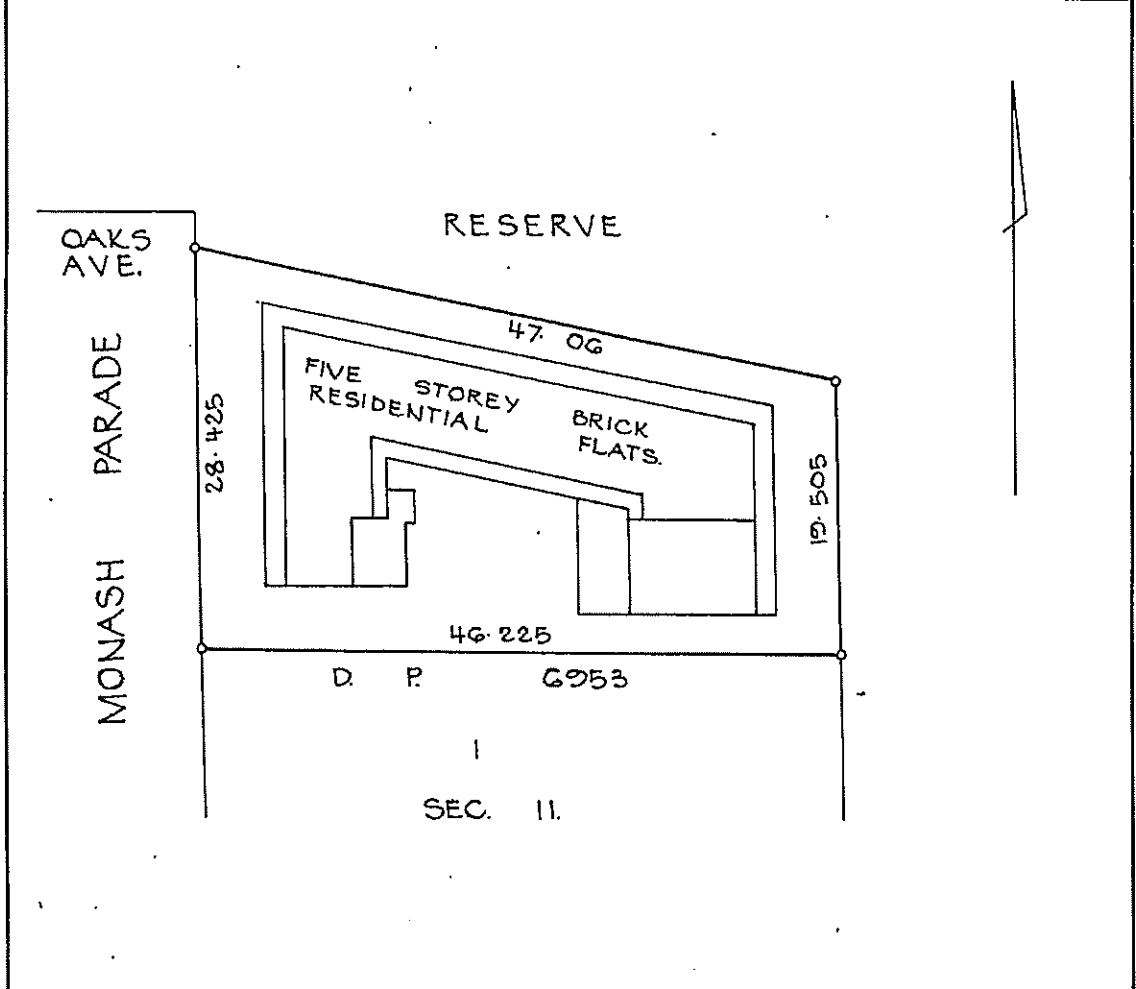 RESERVE
OAKS
AVE.
MONASH PARADE
47. 06
FIVE STOREY BRICK
RESIDENTIAL FLATS.
28.425
19.505
46.225
D. P. 6953
1
SEC. 11.